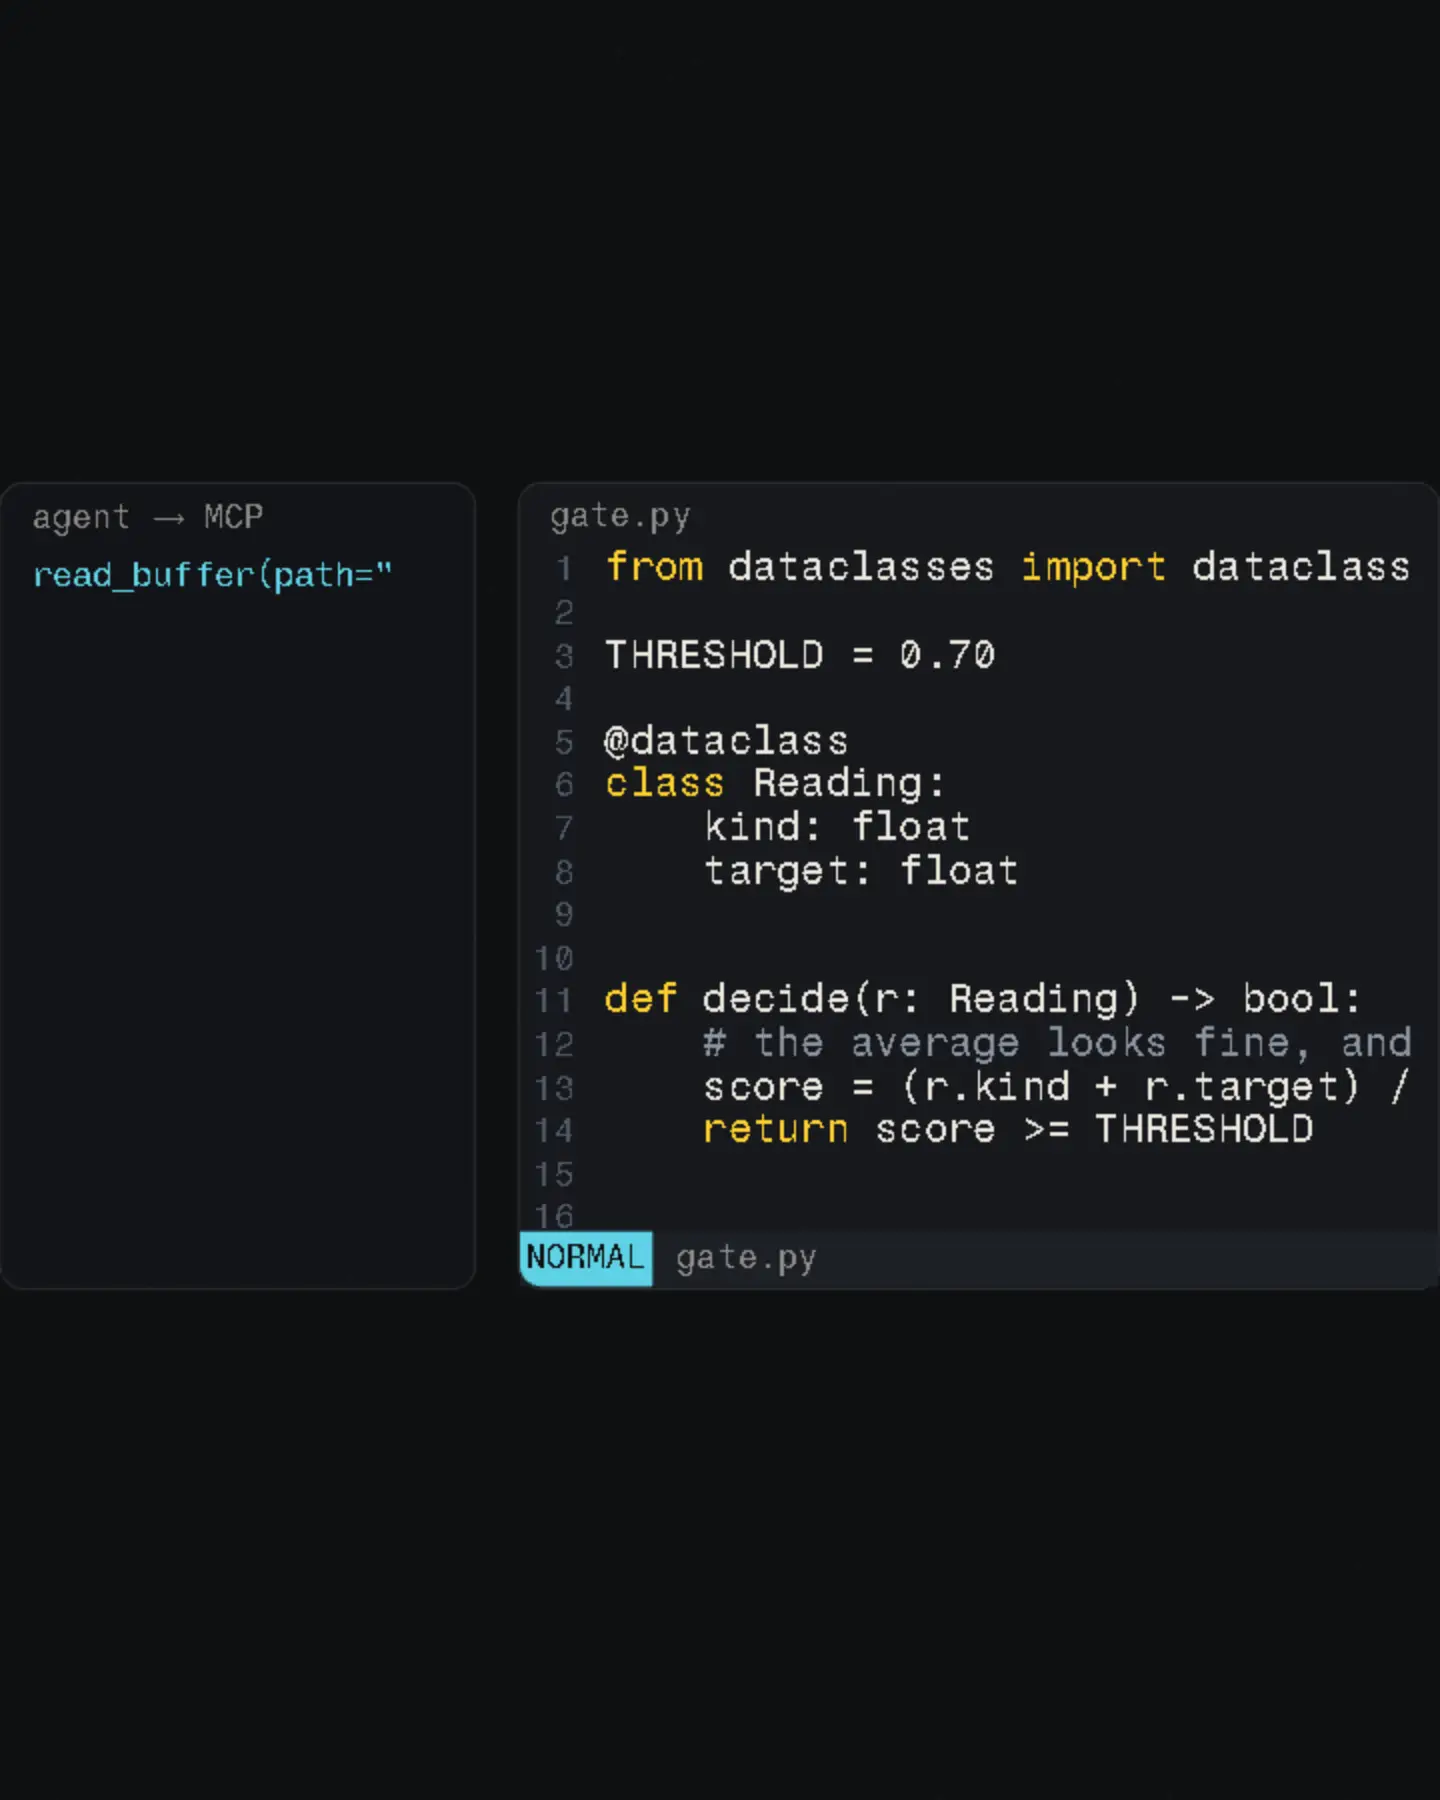 agent → MCP
read_buffer(path="
gate.py
1 from dataclasses import dataclass
2
3 THRESHOLD = 0.70
4
5 @dataclass
6 class Reading:
7     kind: float
8     target: float
9
10
11 def decide(r: Reading) -> bool:
12     # the average looks fine, and
13     score = (r.kind + r.target) /
14     return score >= THRESHOLD
15
16
NORMAL gate.py